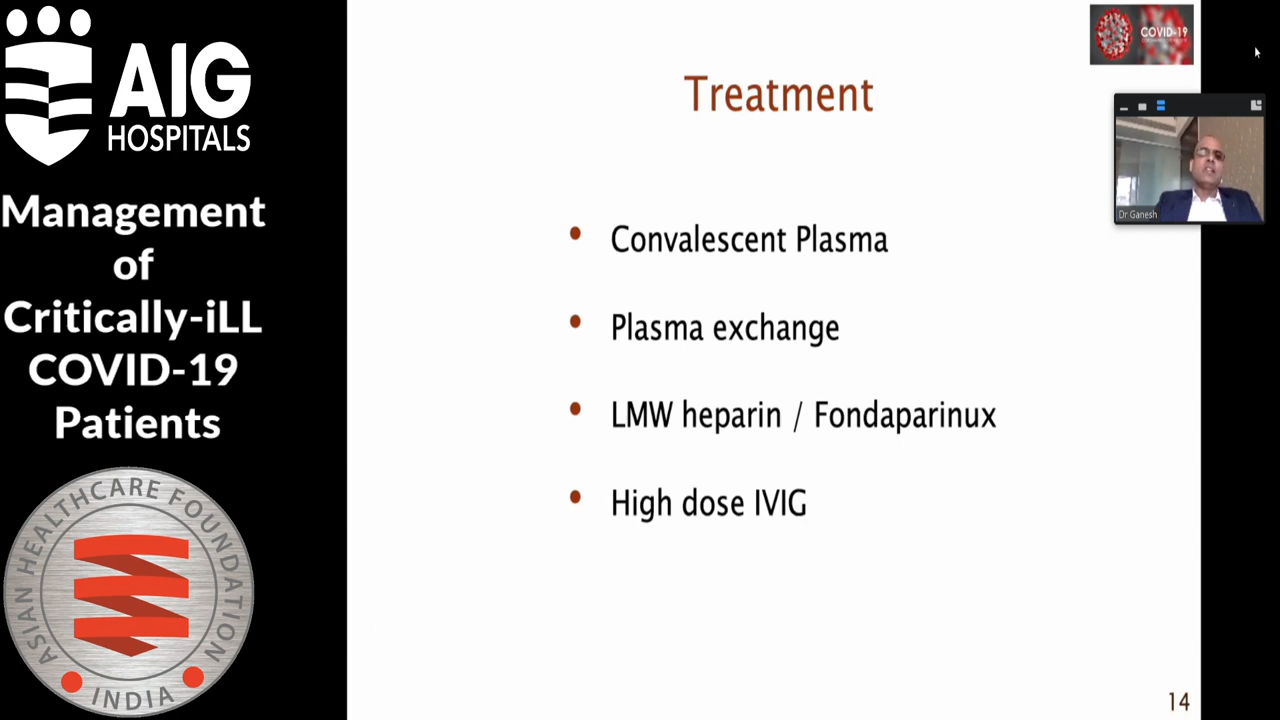 AIG
HOSPITALS
Management
of
Critically-iLL
COVID-19
Patients
ASIAN HEALTHCARE FOUNDATION
INDIA
Treatment
• Convalescent Plasma
• Plasma exchange
• LMW heparin / Fondaparinux
• High dose IVIG
14
COVID-19
Dr Ganesh